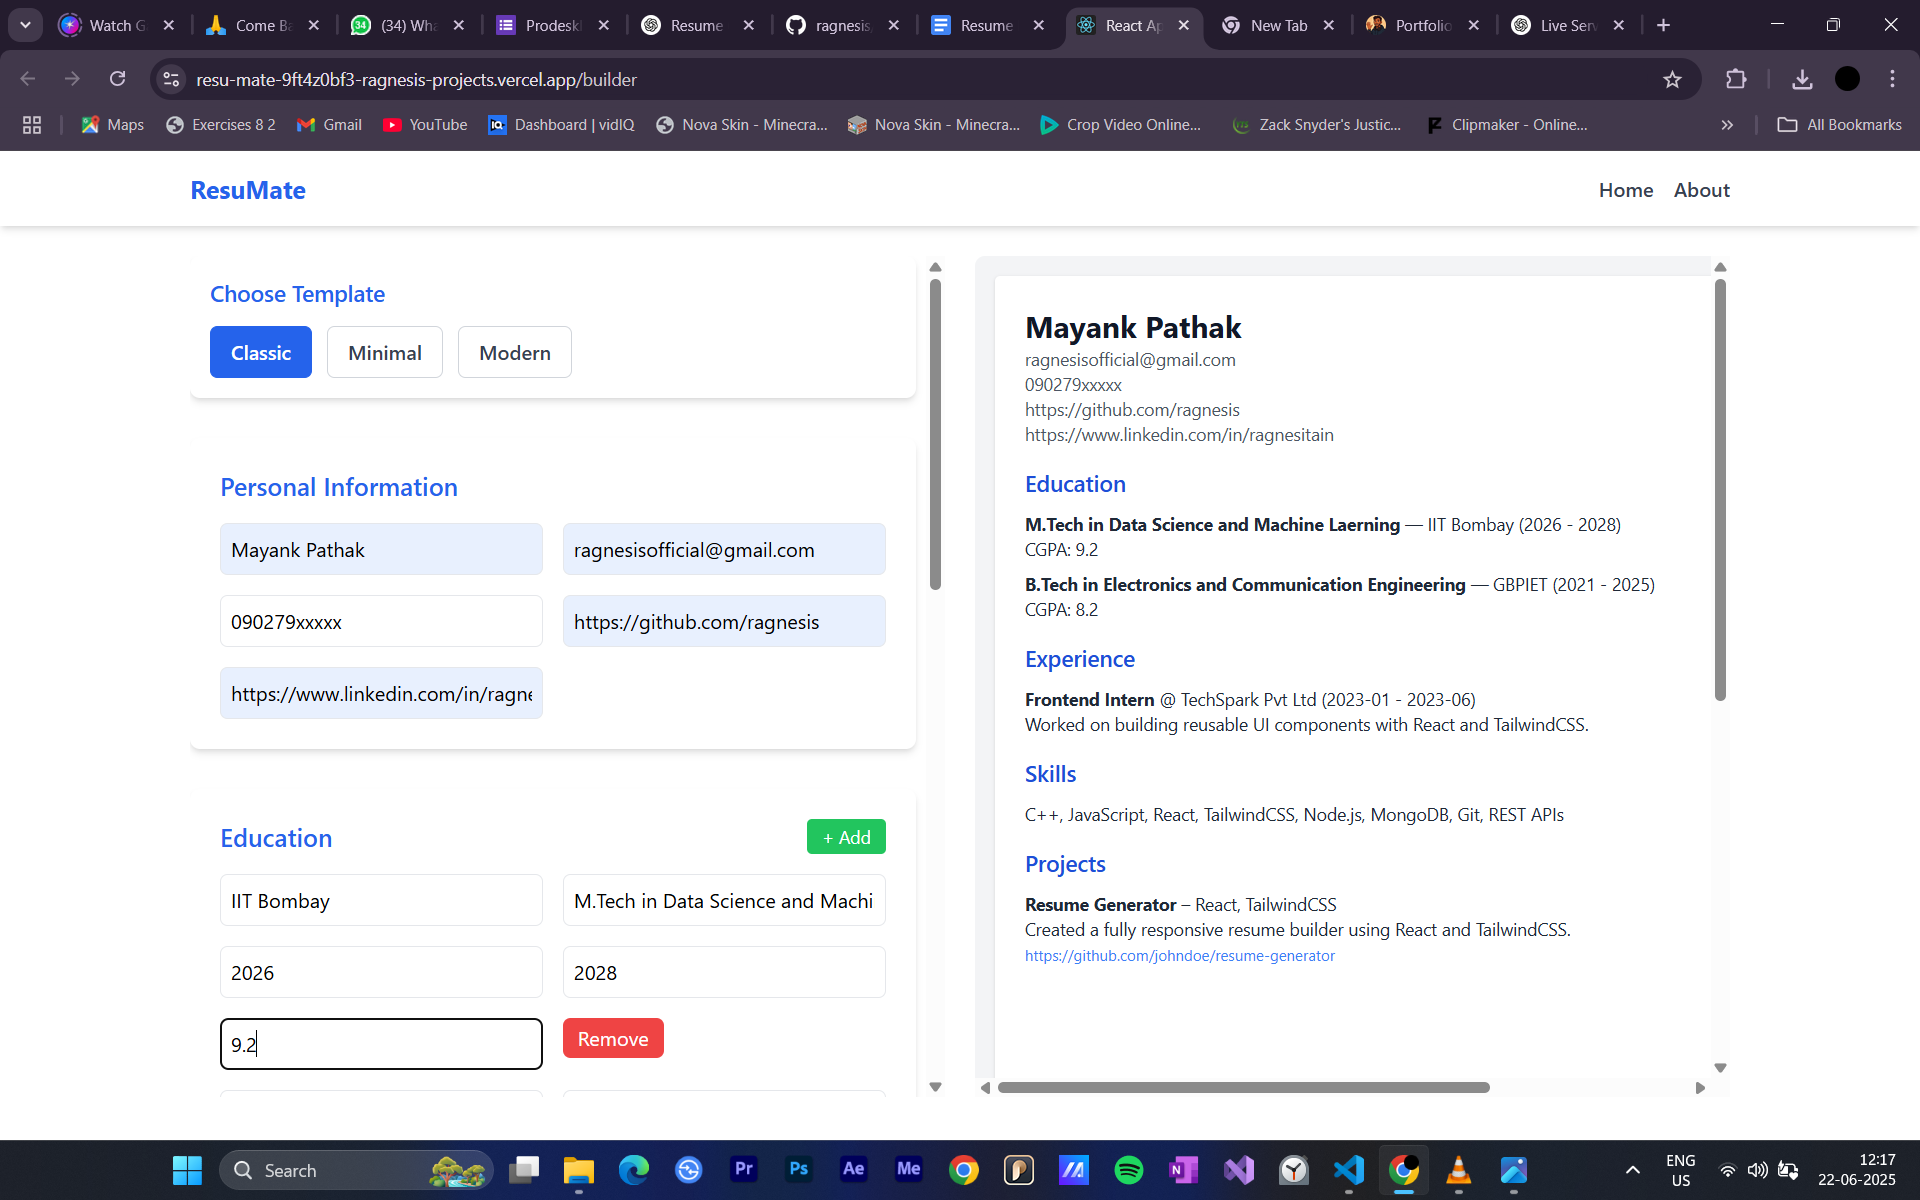 Watch G
Come Ba
(34) Wha
34
Prodeskl
Resume
ragnesis,
Resume
React Ap
New Tab
Portfolio
Live Serv
resu-mate-9ft4z0bf3-ragnesis-projects.vercel.app/builder
Maps
Exercises 8 2
Gmail
YouTube
Dashboard | vidIQ
Nova Skin - Minecra...
Nova Skin - Minecra...
Crop Video Online...
Zack Snyder's Justic...
Clipmaker - Online...
All Bookmarks
ResuMate
Home
About
Choose Template
Classic
Minimal
Modern
Personal Information
Mayank Pathak
ragnesisofficial@gmail.com
090279xxxxx
https://github.com/ragnesis
https://www.linkedin.com/in/ragne
Education
+ Add
IIT Bombay
M.Tech in Data Science and Machi
2026
2028
9.2
Remove
Mayank Pathak
ragnesisofficial@gmail.com
090279xxxxx
https://github.com/ragnesis
https://www.linkedin.com/in/ragnesitain
Education
M.Tech in Data Science and Machine Laerning — IIT Bombay (2026 - 2028)
CGPA: 9.2
B.Tech in Electronics and Communication Engineering — GBPIET (2021 - 2025)
CGPA: 8.2
Experience
Frontend Intern @ TechSpark Pvt Ltd (2023-01 - 2023-06)
Worked on building reusable UI components with React and TailwindCSS.
Skills
C++, JavaScript, React, TailwindCSS, Node.js, MongoDB, Git, REST APIs
Projects
Resume Generator – React, TailwindCSS
Created a fully responsive resume builder using React and TailwindCSS.
https://github.com/johndoe/resume-generator
Search
Pr
Ps
Ae
Me
N
ENG
US
12:17
22-06-2025